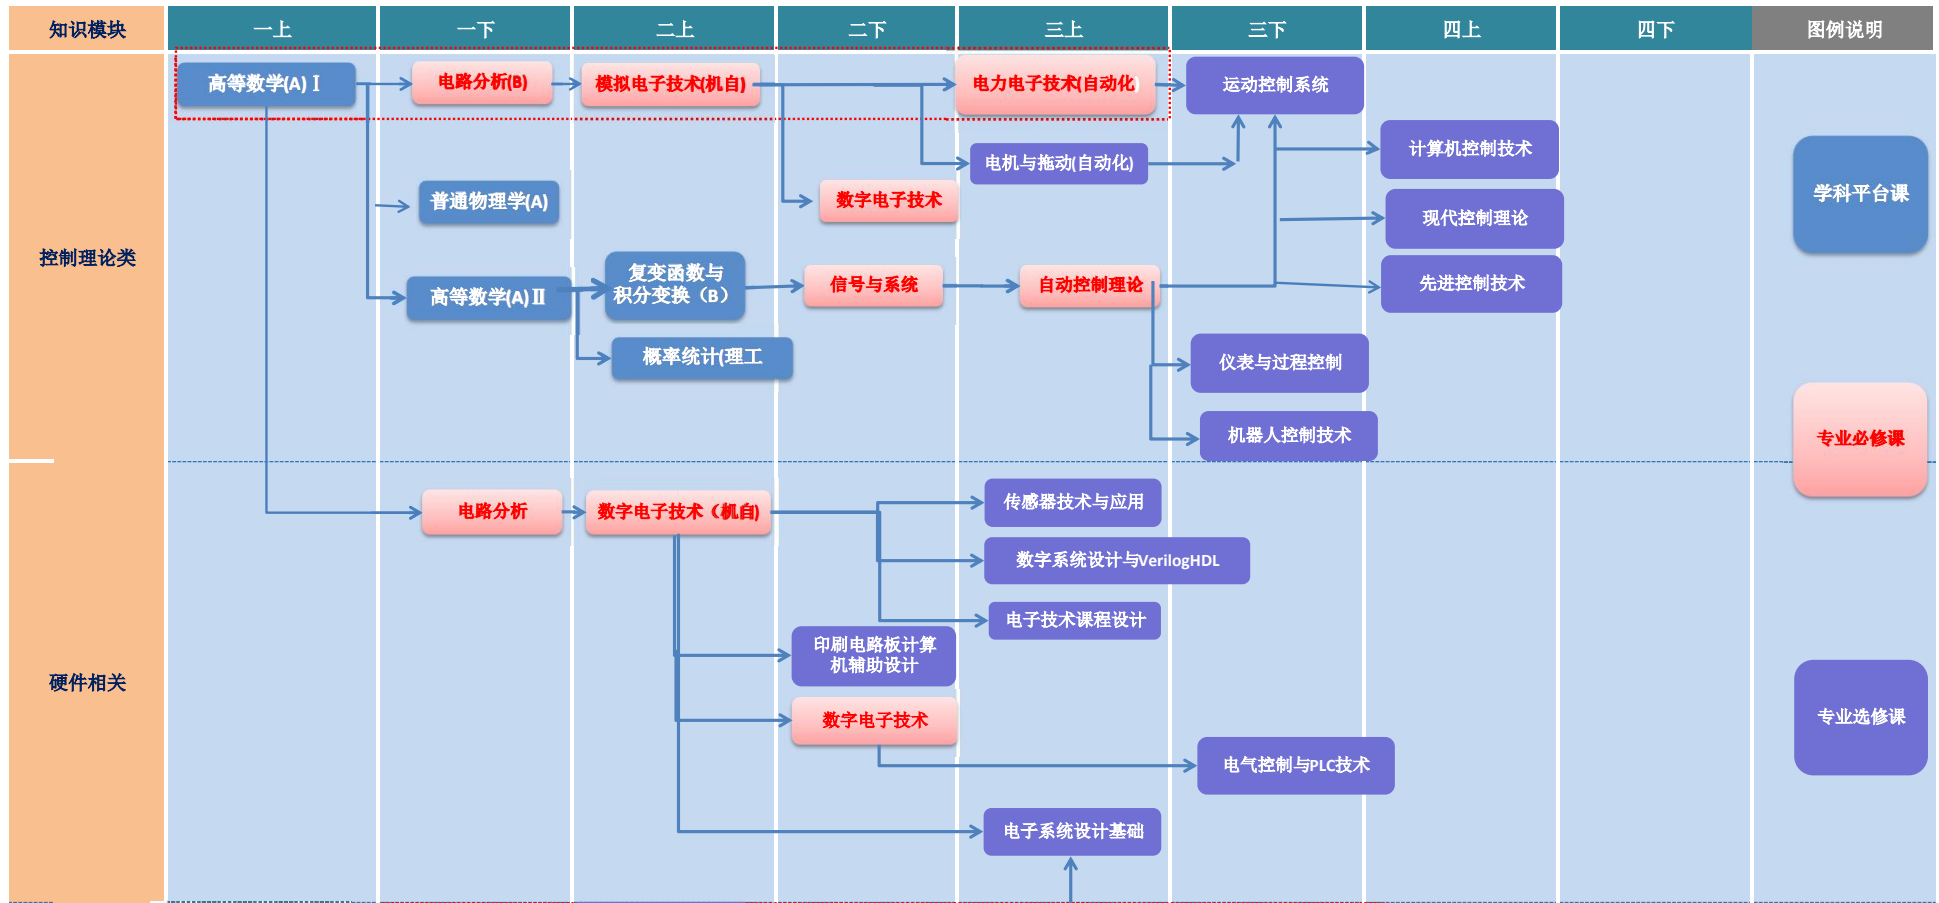 知识模块
一上
一下
二上
二下
三上
三下
四上
四下
图例说明
控制理论类
高等数学(A) I
电路分析(B)
模拟电子技术(机自)
电力电子技术(自动化)
运动控制系统
电机与拖动(自动化)
计算机控制技术
普通物理学(A)
数字电子技术
现代控制理论
学科平台课
高等数学(A) II
复变函数与
积分变换（B）
信号与系统
自动控制理论
先进控制技术
概率统计(理工
仪表与过程控制
机器人控制技术
专业必修课
硬件相关
电路分析
数字电子技术（机自)
传感器技术与应用
数字系统设计与VerilogHDL
电子技术课程设计
印刷电路板计算
机辅助设计
数字电子技术
专业选修课
电气控制与PLC技术
电子系统设计基础